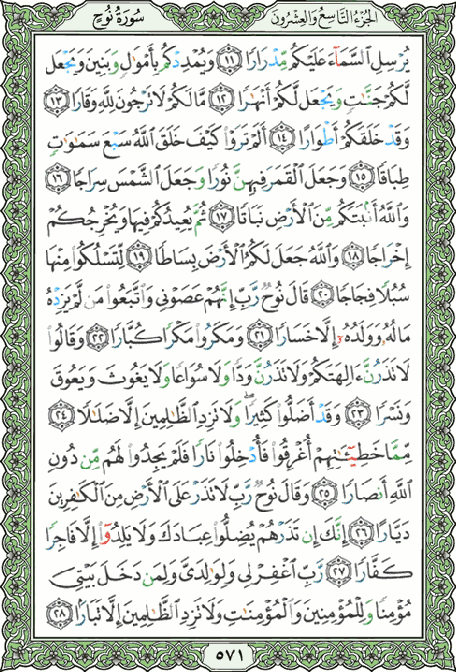 الجزء التاسع والعشرون سورة نوح
يُرْسِلِ السَّمَآءَ عَلَيْكُم مِّدْرَارًا ۝١١ وَيُمْدِدْكُم بِأَمْوَٰلٍ وَبَنِينَ وَيَجْعَل
لَّكُمْ جَنَّٰتٍ وَيَجْعَل لَّكُمْ أَنْهَٰرًا ۝١٢ مَّا لَكُمْ لَا تَرْجُونَ لِلَّهِ وَقَارًا ۝١٣
وَقَدْ خَلَقَكُمْ أَطْوَارًا ۝١٤ أَلَمْ تَرَوْا۟ كَيْفَ خَلَقَ ٱللَّهُ سَبْعَ سَمَٰوَٰتٍ
طِبَاقًا ۝١٥ وَجَعَلَ ٱلْقَمَرَ فِيهِنَّ نُورًا وَجَعَلَ ٱلشَّمْسَ سِرَاجًا ۝١٦
وَٱللَّهُ أَنۢبَتَكُم مِّنَ ٱلْأَرْضِ نَبَاتًا ۝١٧ ثُمَّ يُعِيدُكُمْ فِيهَا وَيُخْرِجُكُمْ
إِخْرَاجًا ۝١٨ وَٱللَّهُ جَعَلَ لَكُمُ ٱلْأَرْضَ بِسَاطًا ۝١٩ لِّتَسْلُكُوا۟ مِنْهَا
سُبُلًا فِجَاجًا ۝٢٠ قَالَ نُوحٌ رَّبِّ إِنَّهُمْ عَصَوْنِى وَٱتَّبَعُوا۟ مَن لَّمْ يَزِدْهُ
مَالُهُۥ وَوَلَدُهُۥٓ إِلَّا خَسَارًا ۝٢١ وَمَكَرُوا۟ مَكْرًا كُبَّارًا ۝٢٢ وَقَالُوا۟
لَا تَذَرُنَّ ءَالِهَتَكُمْ وَلَا تَذَرُنَّ وَدًّا وَلَا سُوَاعًا وَلَا يَغُوثَ وَيَعُوقَ
وَنَسْرًا ۝٢٣ وَقَدْ أَضَلُّوا۟ كَثِيرًا ۖ وَلَا تَزِدِ ٱلظَّٰلِمِينَ إِلَّا ضَلَٰلًا ۝٢٤
مِّمَّا خَطِيٓـَٰٔتِهِمْ أُغْرِقُوا۟ فَأُدْخِلُوا۟ نَارًا فَلَمْ يَجِدُوا۟ لَهُم مِّن دُونِ
ٱللَّهِ أَنصَارًا ۝٢٥ وَقَالَ نُوحٌ رَّبِّ لَا تَذَرْ عَلَى ٱلْأَرْضِ مِنَ ٱلْكَٰفِرِينَ
دَيَّارًا ۝٢٦ إِنَّكَ إِن تَذَرْهُمْ يُضِلُّوا۟ عِبَادَكَ وَلَا يَلِدُوٓا۟ إِلَّا فَاجِرًا
كَفَّارًا ۝٢٧ رَّبِّ ٱغْفِرْ لِى وَلِوَٰلِدَىَّ وَلِمَن دَخَلَ بَيْتِىَ
مُؤْمِنًا وَلِلْمُؤْمِنِينَ وَٱلْمُؤْمِنَٰتِ وَلَا تَزِدِ ٱلظَّٰلِمِينَ إِلَّا تَبَارًۢا ۝٢٨
٥٧١